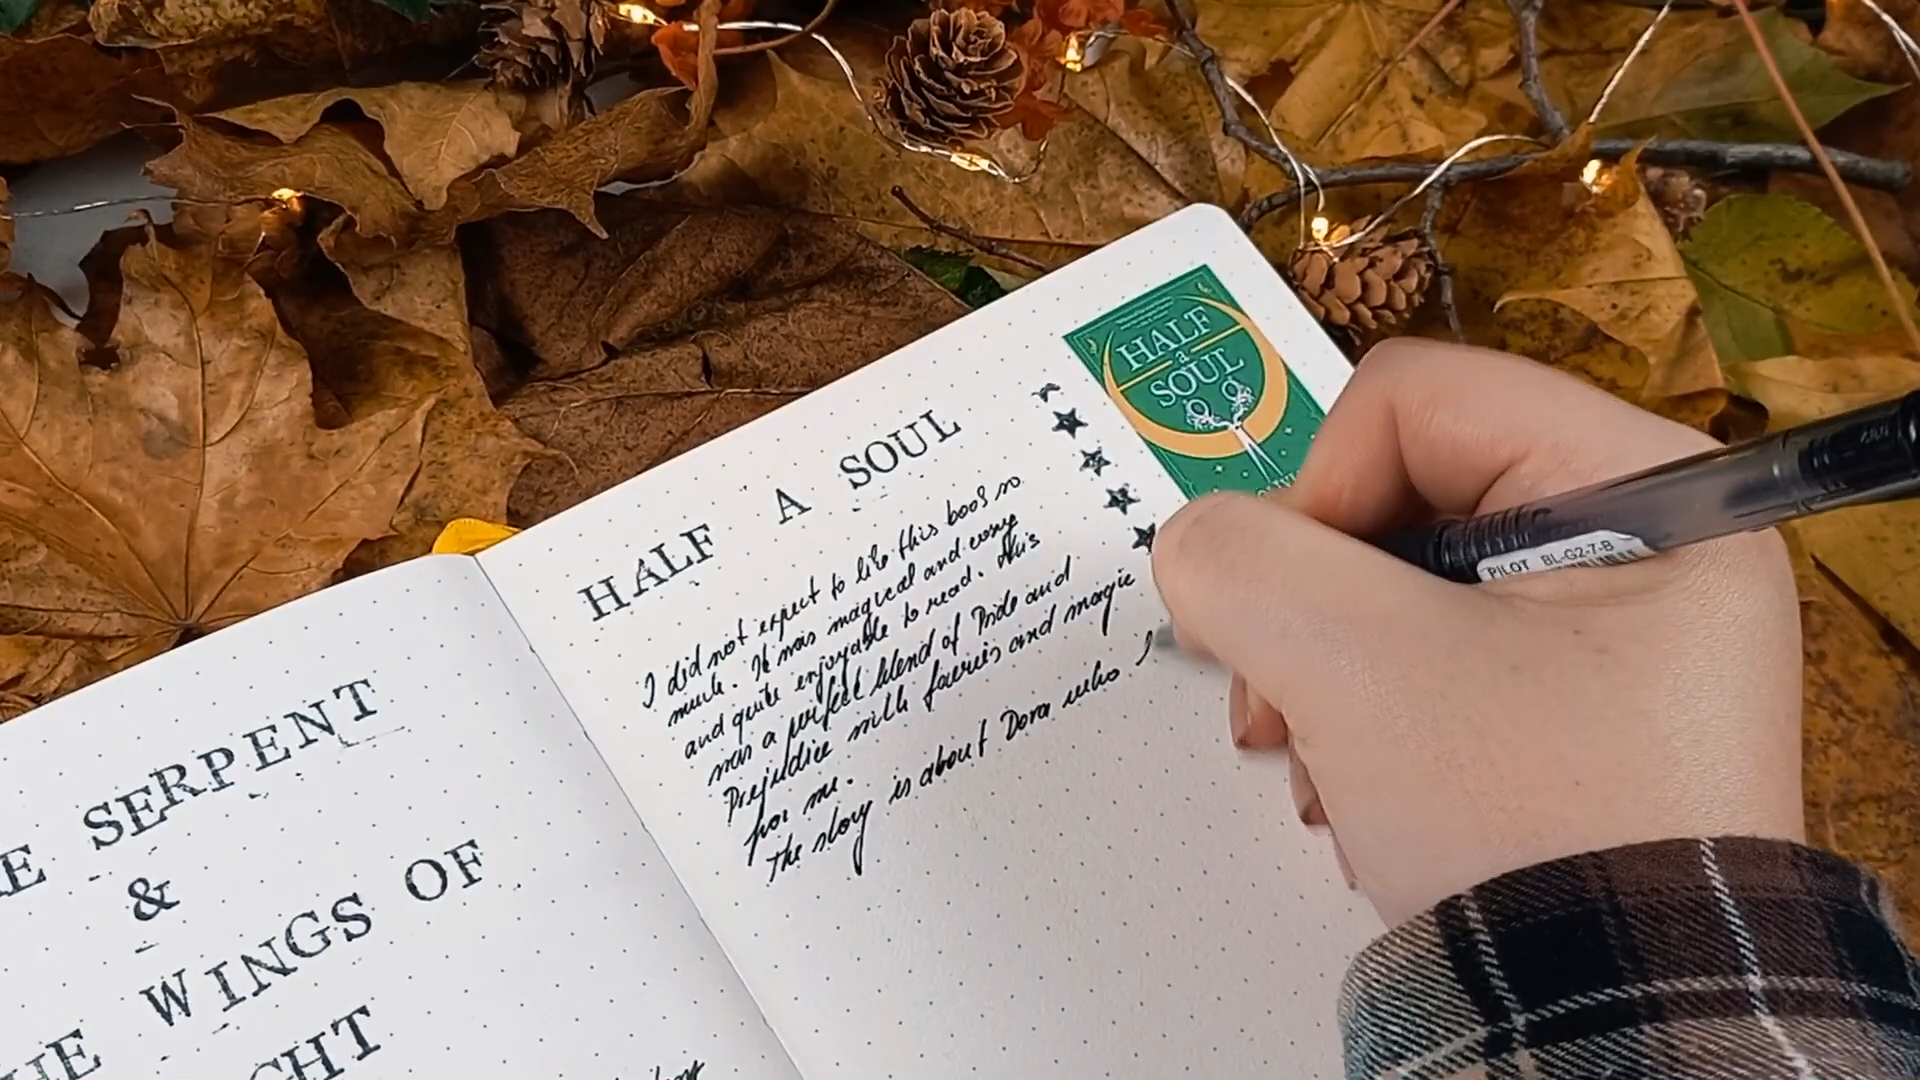 HALF A SOUL
I did not expect to like this book so
much. It was magical and cosy
and quite enjoyable to read. This
was a perfect blend of Pride and
Prejudice with faeries and magic
for me.
The story is about Dora who
HALF
a
SOUL
PILOT BL-G2-7-B
SERPENT
&
WINGS OF